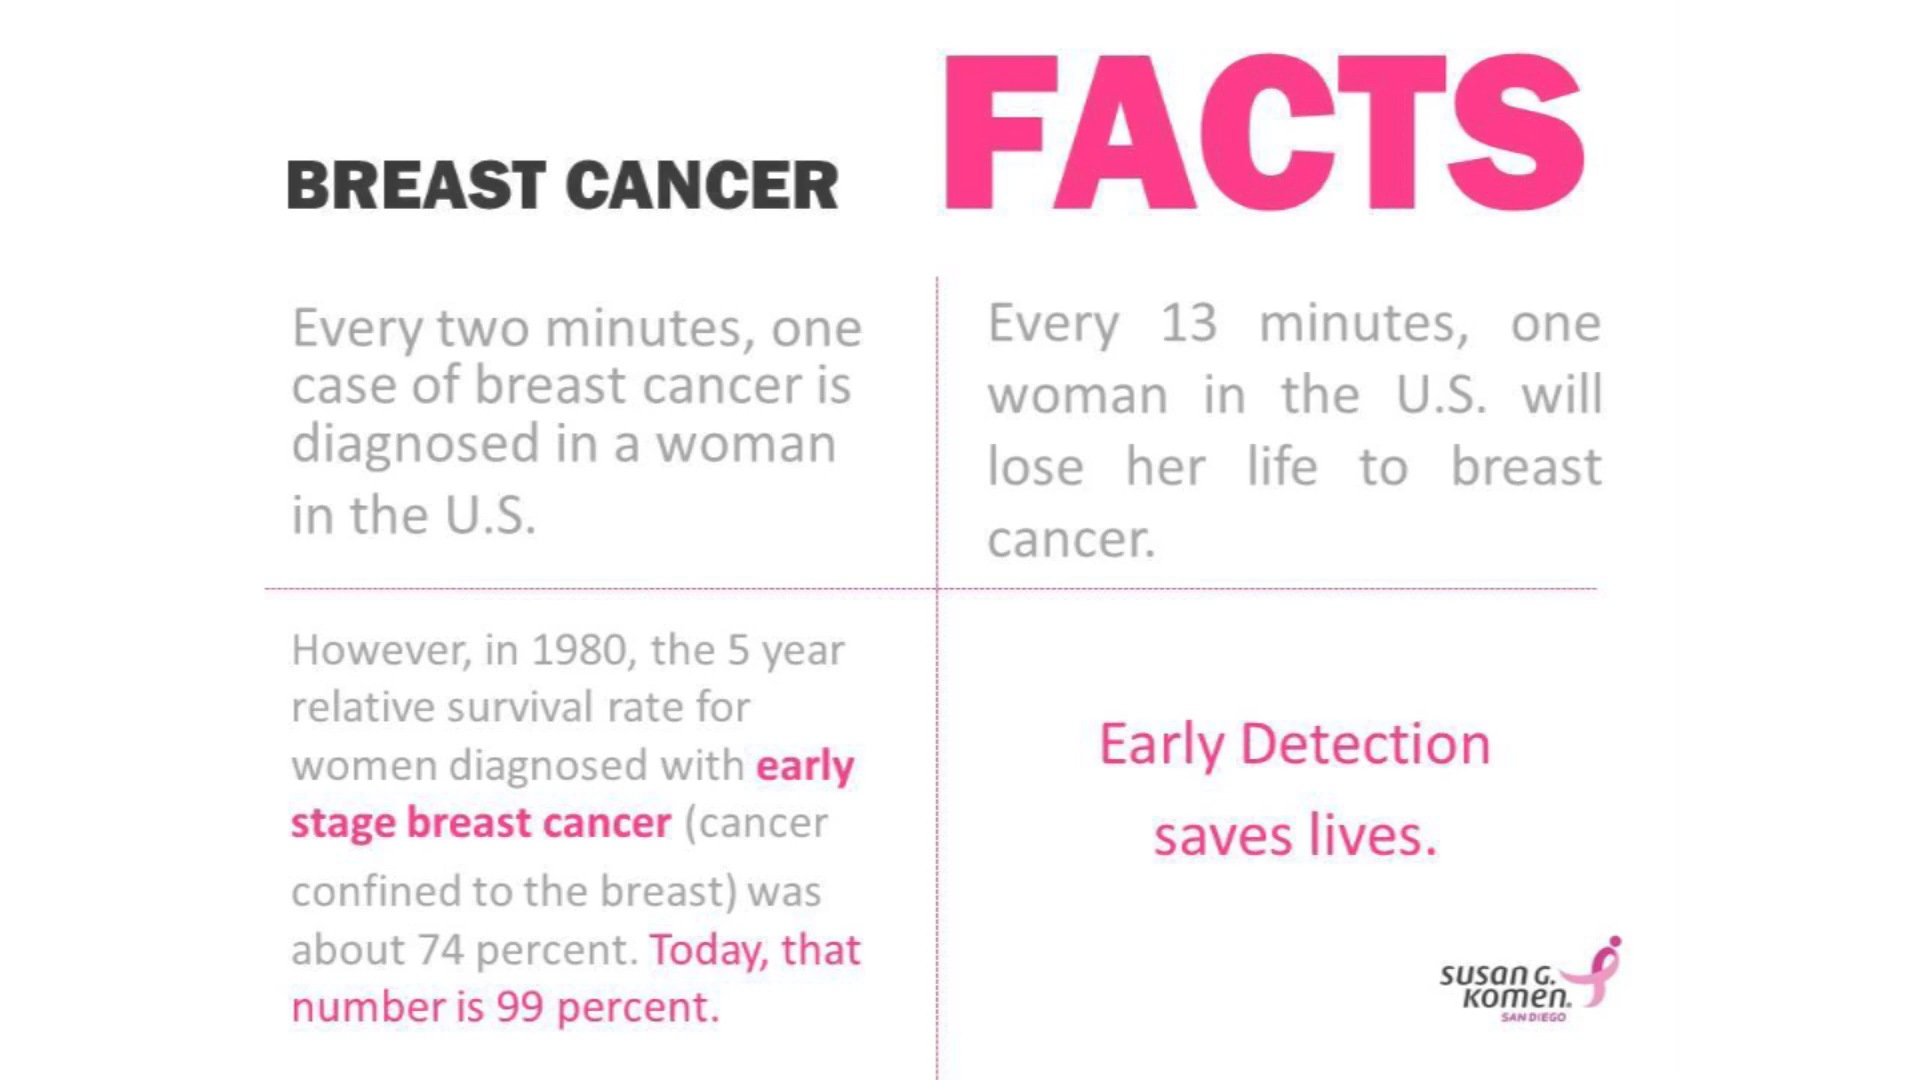 BREAST CANCER FACTS
Every two minutes, one
case of breast cancer is
diagnosed in a woman
in the U.S.
Every 13 minutes, one
woman in the U.S. will
lose her life to breast
cancer.
However, in 1980, the 5 year
relative survival rate for
women diagnosed with early
stage breast cancer (cancer
confined to the breast) was
about 74 percent. Today, that
number is 99 percent.
Early Detection
saves lives.
susan G.
Komen.
SAN DIEGO